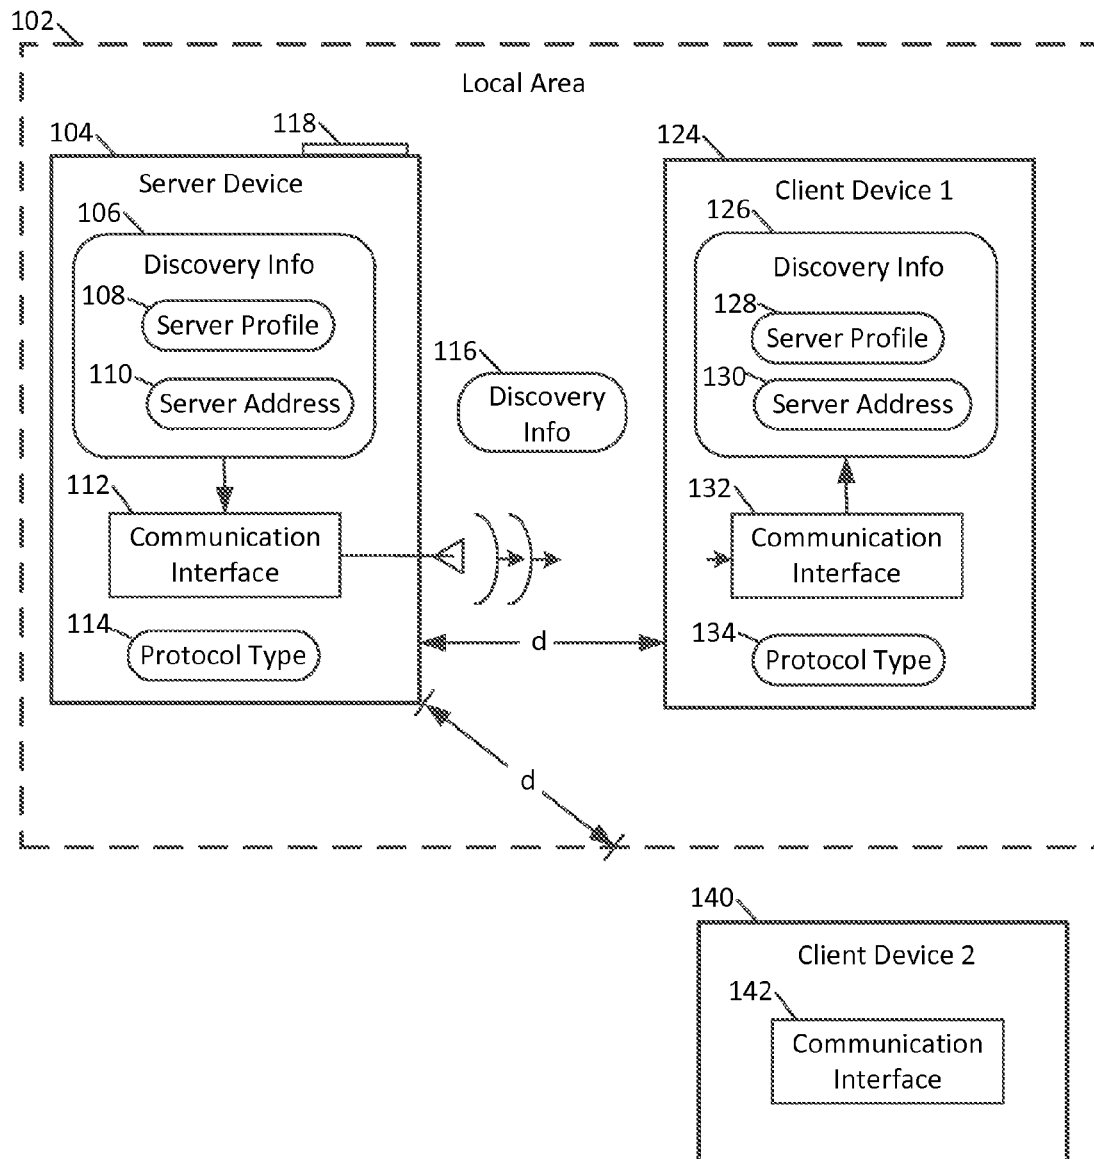 102
Local Area
104
118
Server Device
106
Discovery Info
108
Server Profile
110
Server Address
112
Communication
Interface
114
Protocol Type
116
Discovery
Info
d
d
124
Client Device 1
126
Discovery Info
128
Server Profile
130
Server Address
132
Communication
Interface
134
Protocol Type
140
Client Device 2
142
Communication
Interface